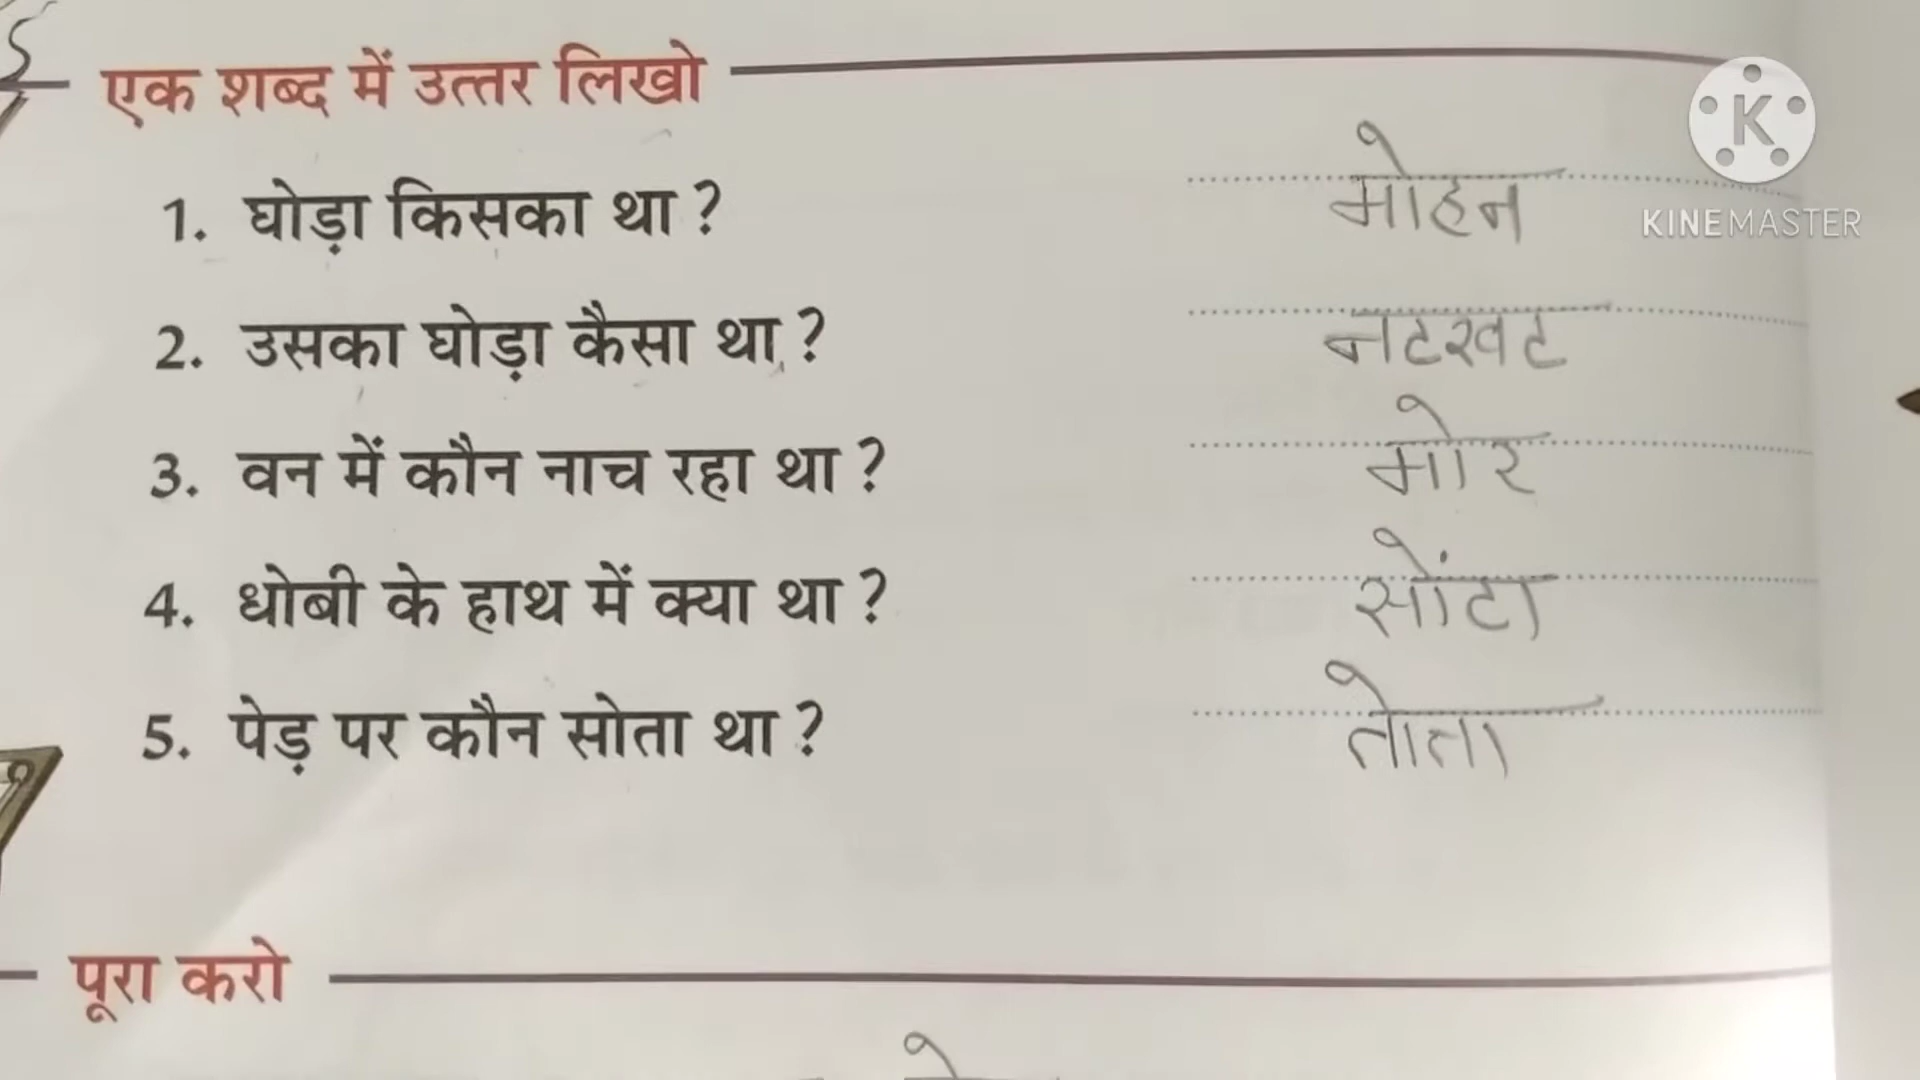 एक शब्द में उत्तर लिखो
1. घोड़ा किसका था ? मोहन
2. उसका घोड़ा कैसा था ? नटखट
3. वन में कौन नाच रहा था ? मोर
4. धोबी के हाथ में क्या था ? सोंटा
5. पेड़ पर कौन सोता था ? तोता
पूरा करो
K
KINEMASTER